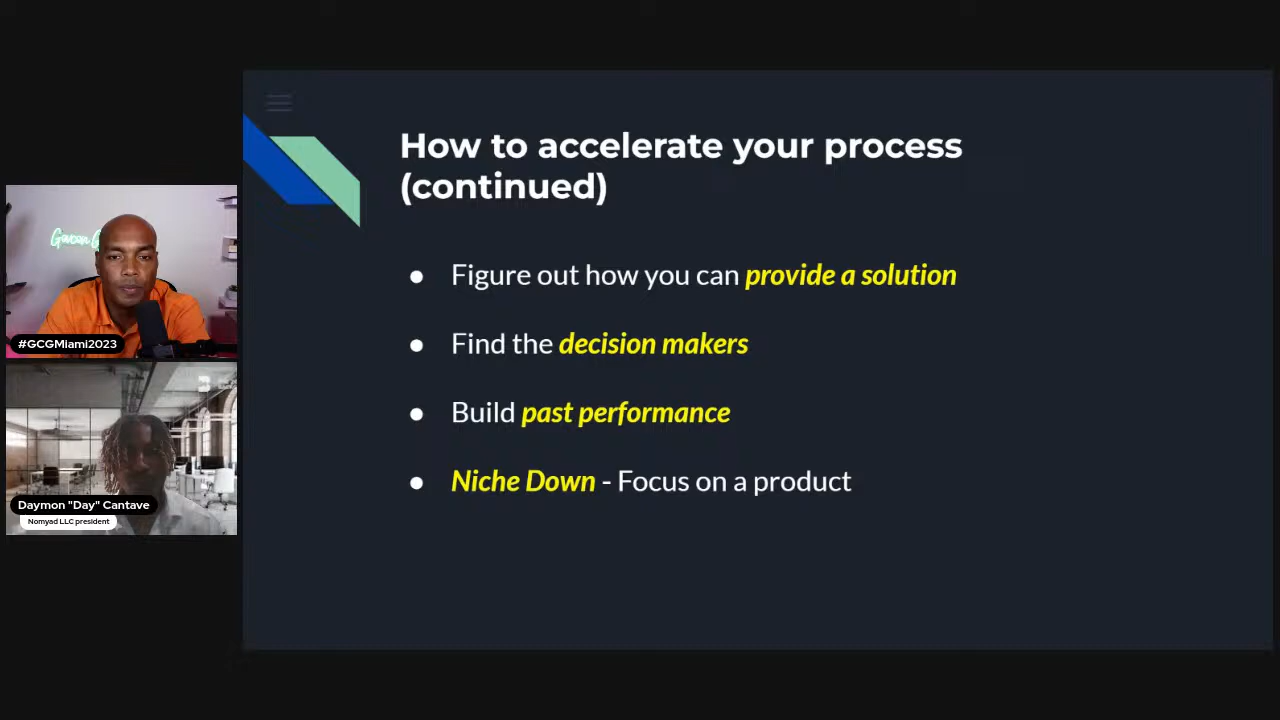 How to accelerate your process
(continued)
● Figure out how you can provide a solution
● Find the decision makers
● Build past performance
● Niche Down - Focus on a product
#GCGMiami2023
Daymon "Day" Cantave
Nomyad LLC president